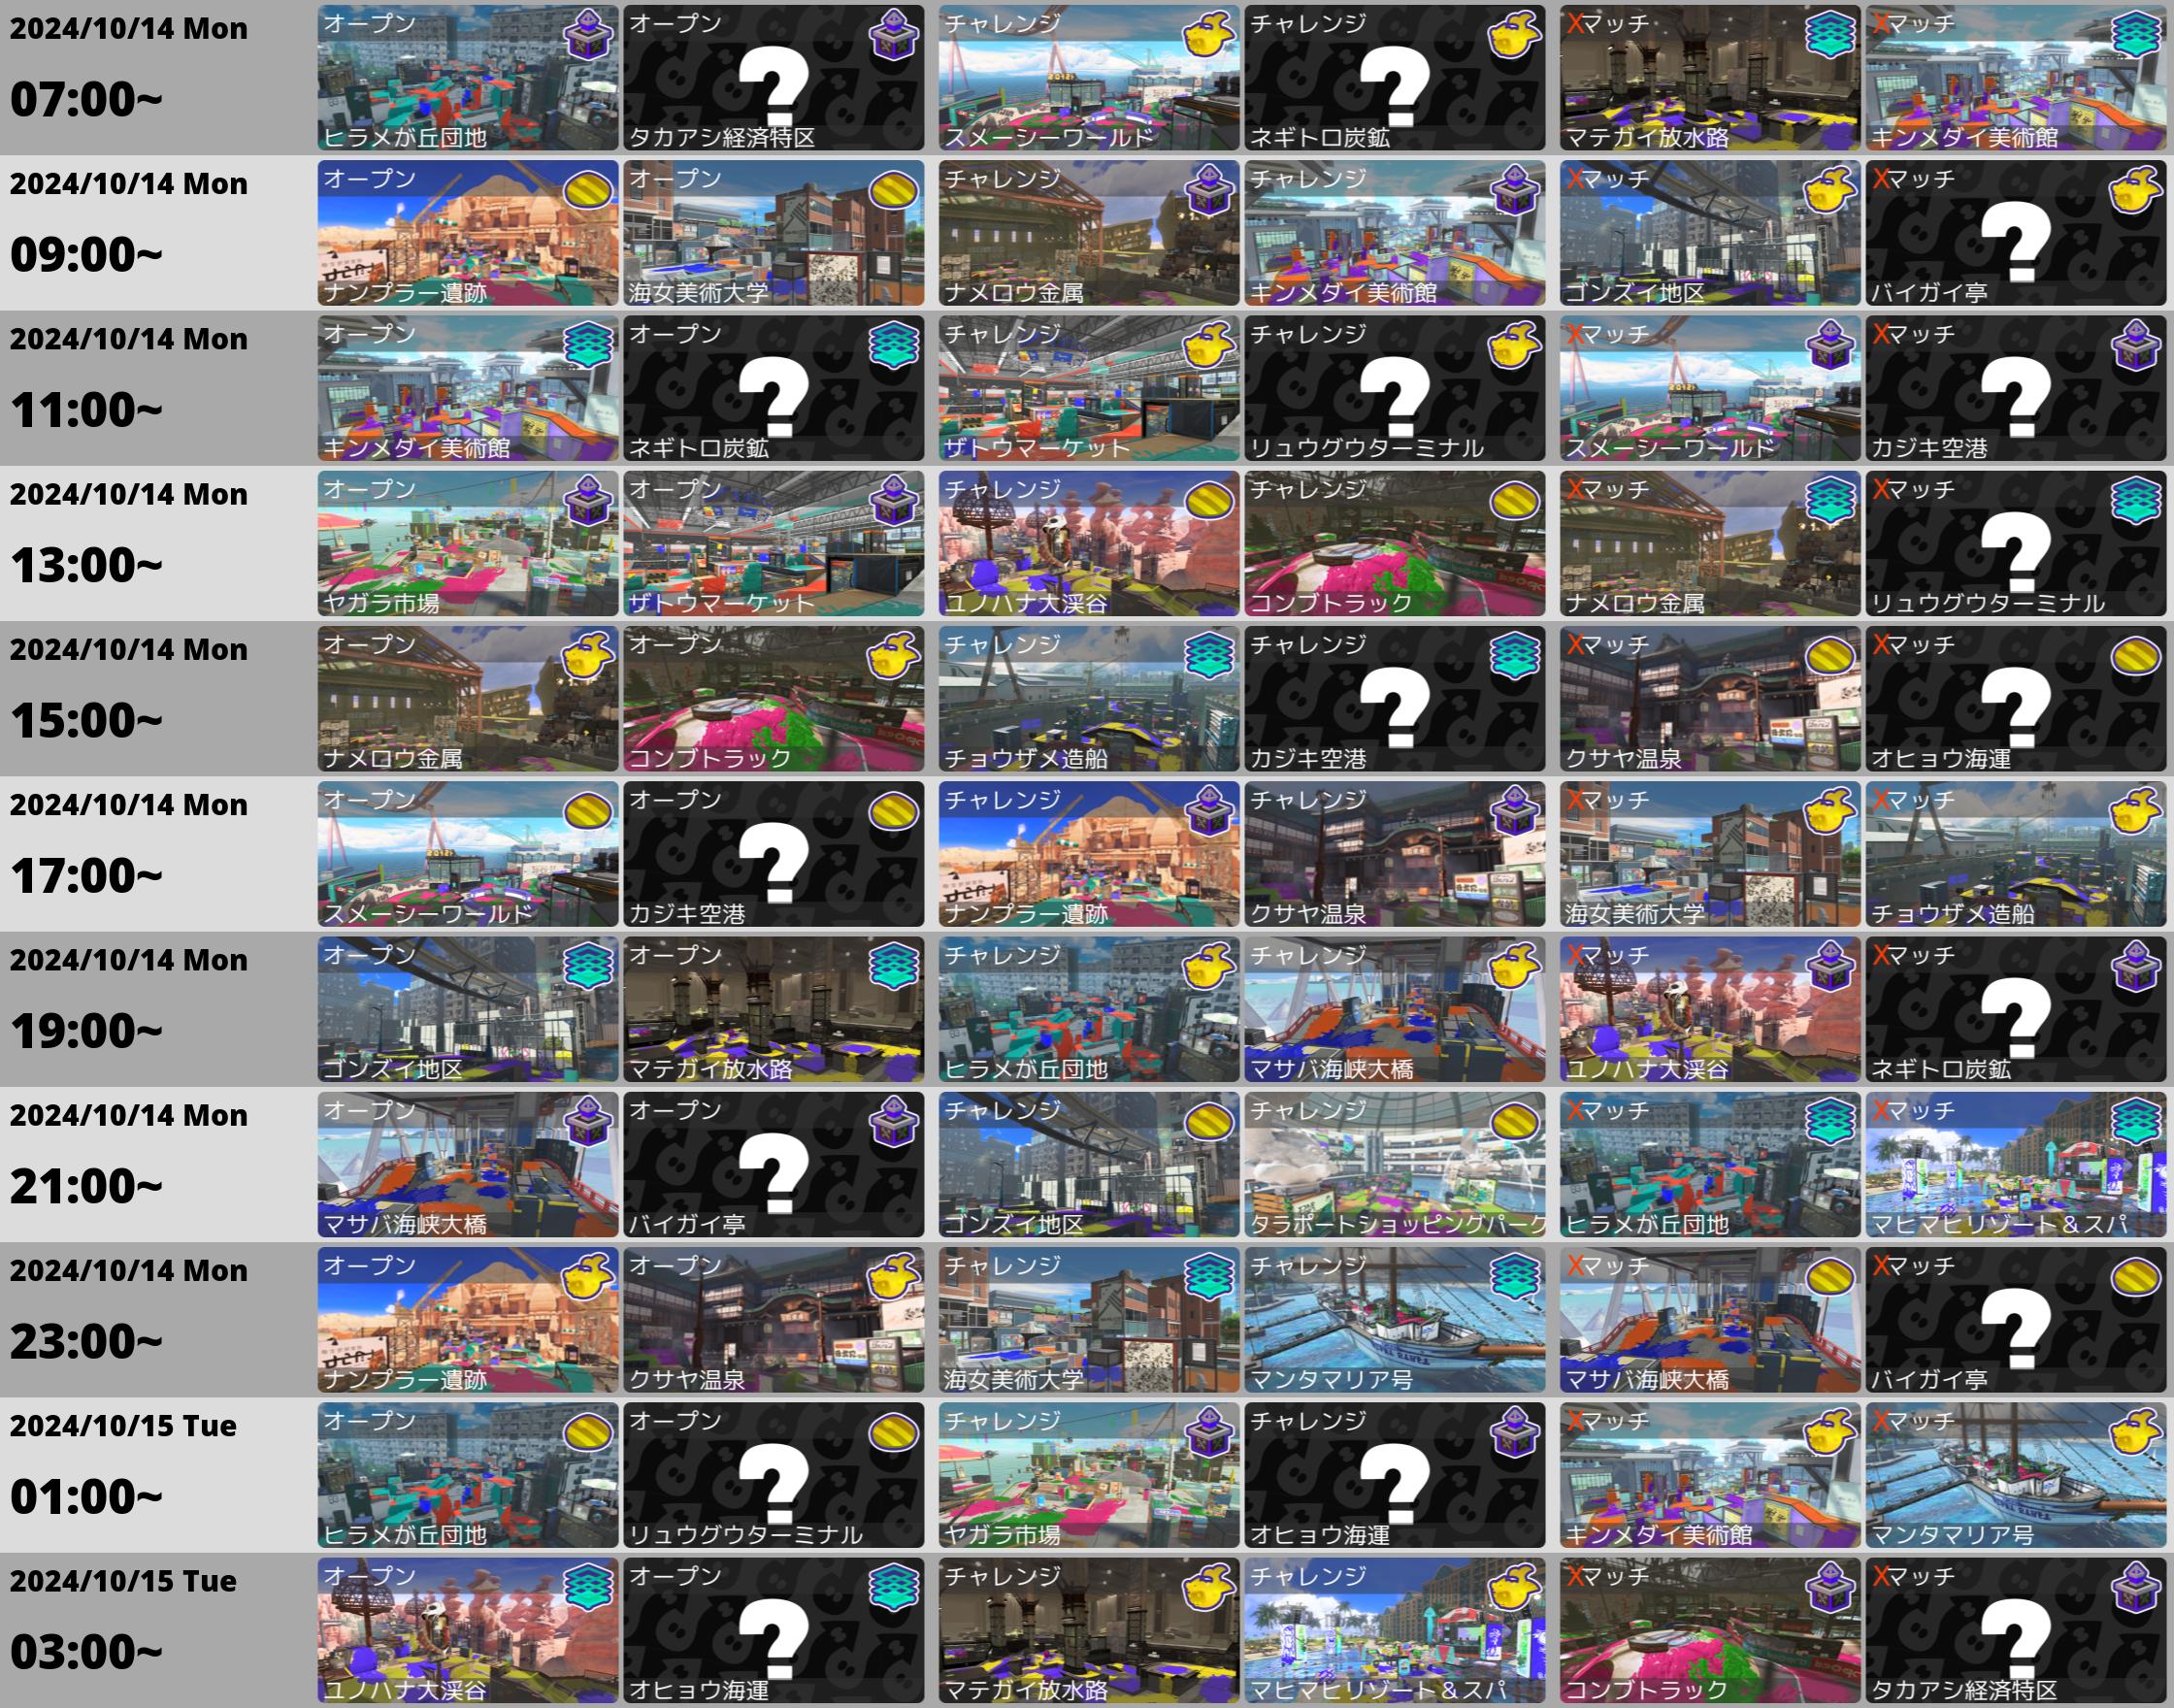 2024/10/14 Mon
07:00~
オープン
ヒラメが丘団地
オープン
タカアシ経済特区
チャレンジ
スメーシーワールド
チャレンジ
ネギトロ炭鉱
Xマッチ
マテガイ放水路
Xマッチ
キンメダイ美術館
2024/10/14 Mon
09:00~
オープン
ナンプラー遺跡
オープン
海女美術大学
チャレンジ
ナメロウ金属
チャレンジ
キンメダイ美術館
Xマッチ
ゴンズイ地区
Xマッチ
バイガイ亭
2024/10/14 Mon
11:00~
オープン
キンメダイ美術館
オープン
ネギトロ炭鉱
チャレンジ
ザトウマーケット
チャレンジ
リュウグウターミナル
Xマッチ
スメーシーワールド
Xマッチ
カジキ空港
2024/10/14 Mon
13:00~
オープン
ヤガラ市場
オープン
ザトウマーケット
チャレンジ
ユノハナ大渓谷
チャレンジ
コンブトラック
Xマッチ
ナメロウ金属
Xマッチ
リュウグウターミナル
2024/10/14 Mon
15:00~
オープン
ナメロウ金属
オープン
コンブトラック
チャレンジ
チョウザメ造船
チャレンジ
カジキ空港
Xマッチ
クサヤ温泉
Xマッチ
オヒョウ海運
2024/10/14 Mon
17:00~
オープン
スメーシーワールド
オープン
カジキ空港
チャレンジ
ナンプラー遺跡
チャレンジ
クサヤ温泉
Xマッチ
海女美術大学
Xマッチ
チョウザメ造船
2024/10/14 Mon
19:00~
オープン
ゴンズイ地区
オープン
マテガイ放水路
チャレンジ
ヒラメが丘団地
チャレンジ
マサバ海峡大橋
Xマッチ
ユノハナ大渓谷
Xマッチ
ネギトロ炭鉱
2024/10/14 Mon
21:00~
オープン
マサバ海峡大橋
オープン
バイガイ亭
チャレンジ
ゴンズイ地区
チャレンジ
タラポートショッピングパーク
Xマッチ
ヒラメが丘団地
Xマッチ
マヒマヒリゾート＆スパ
2024/10/14 Mon
23:00~
オープン
ナンプラー遺跡
オープン
クサヤ温泉
チャレンジ
海女美術大学
チャレンジ
マンタマリア号
Xマッチ
マサバ海峡大橋
Xマッチ
バイガイ亭
2024/10/15 Tue
01:00~
オープン
ヒラメが丘団地
オープン
リュウグウターミナル
チャレンジ
ヤガラ市場
チャレンジ
オヒョウ海運
Xマッチ
キンメダイ美術館
Xマッチ
マンタマリア号
2024/10/15 Tue
03:00~
オープン
ユノハナ大渓谷
オープン
オヒョウ海運
チャレンジ
マテガイ放水路
チャレンジ
マヒマヒリゾート＆スパ
Xマッチ
コンブトラック
Xマッチ
タカアシ経済特区